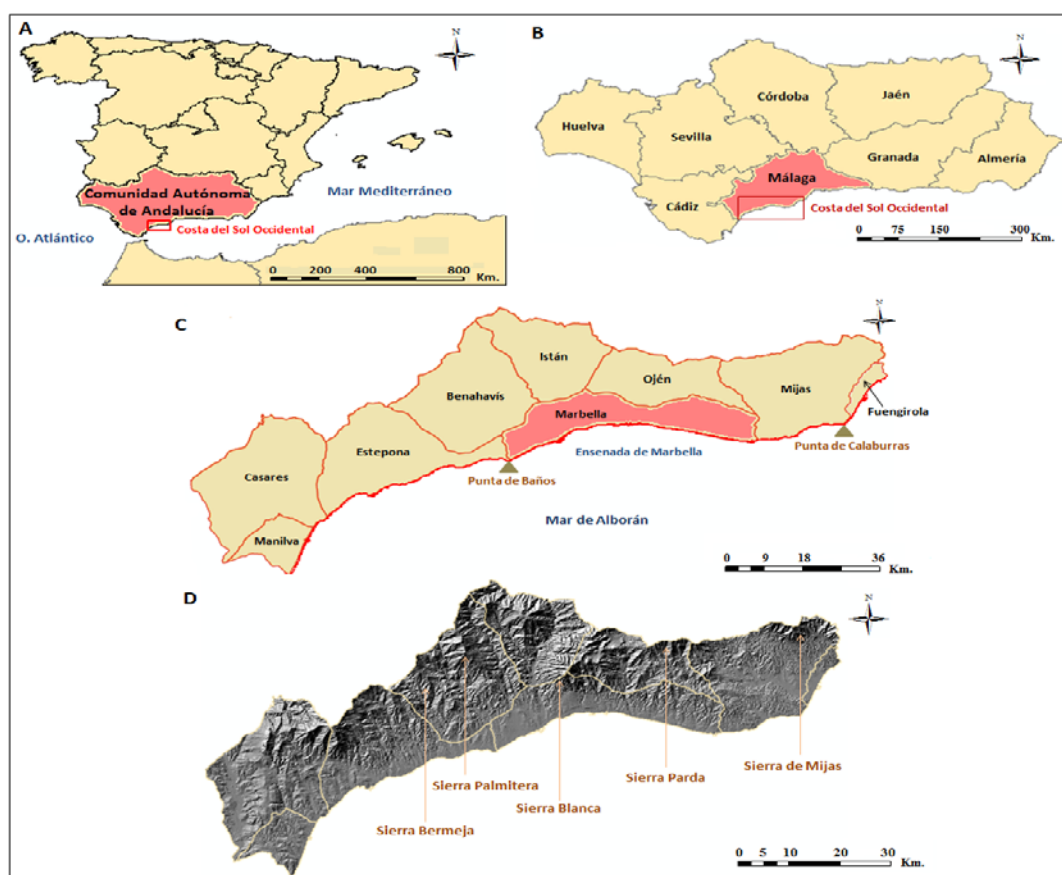 A
N
Comunidad Autónoma
de Andalucía
Mar Mediterráneo
O. Atlántico
Costa del Sol Occidental
0 200 400 800
Km.
B
N
Huelva
Sevilla
Córdoba
Jaén
Granada
Almería
Málaga
Cádiz
Costa del Sol Occidental
0 75 150 300
Km.
C
N
Istán
Ojén
Mijas
Benahavís
Fuengirola
Marbella
Estepona
Ensenada de Marbella
Punta de Calaburras
Casares
Punta de Baños
Mar de Alborán
Manilva
0 9 18 36
Km.
D
N
Sierra Palmitera
Sierra Parda
Sierra de Mijas
Sierra Blanca
Sierra Bermeja
0 5 10 20 30
Km.